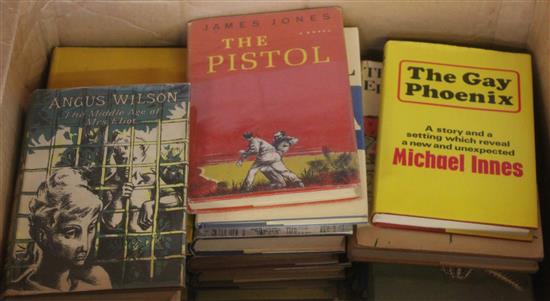 ANGUS WILSON
The Middle Age of
Mrs Eliot
JAMES JONES
A NOVEL
THE
PISTOL
The Gay
Phoenix
A story and a
setting which reveal
a new and unexpected
Michael Innes